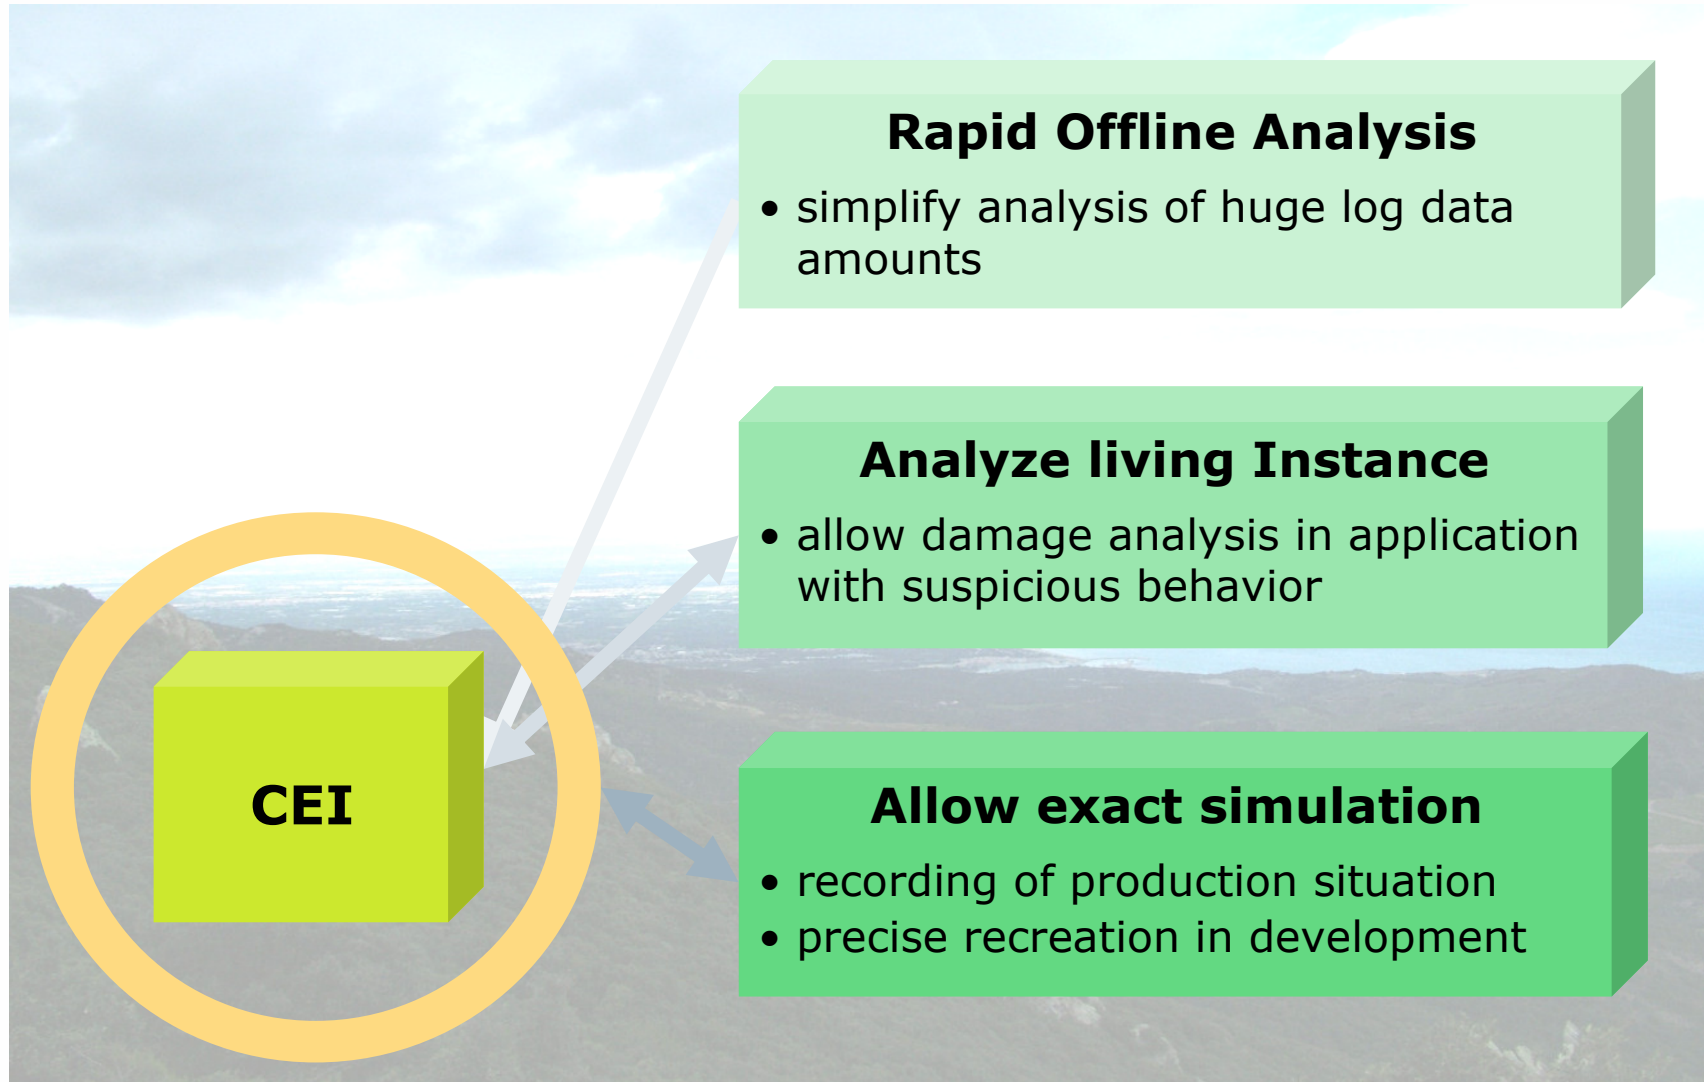 Rapid Offline Analysis
• simplify analysis of huge log data
amounts
Analyze living Instance
• allow damage analysis in application
with suspicious behavior
CEI
Allow exact simulation
• recording of production situation
• precise recreation in development